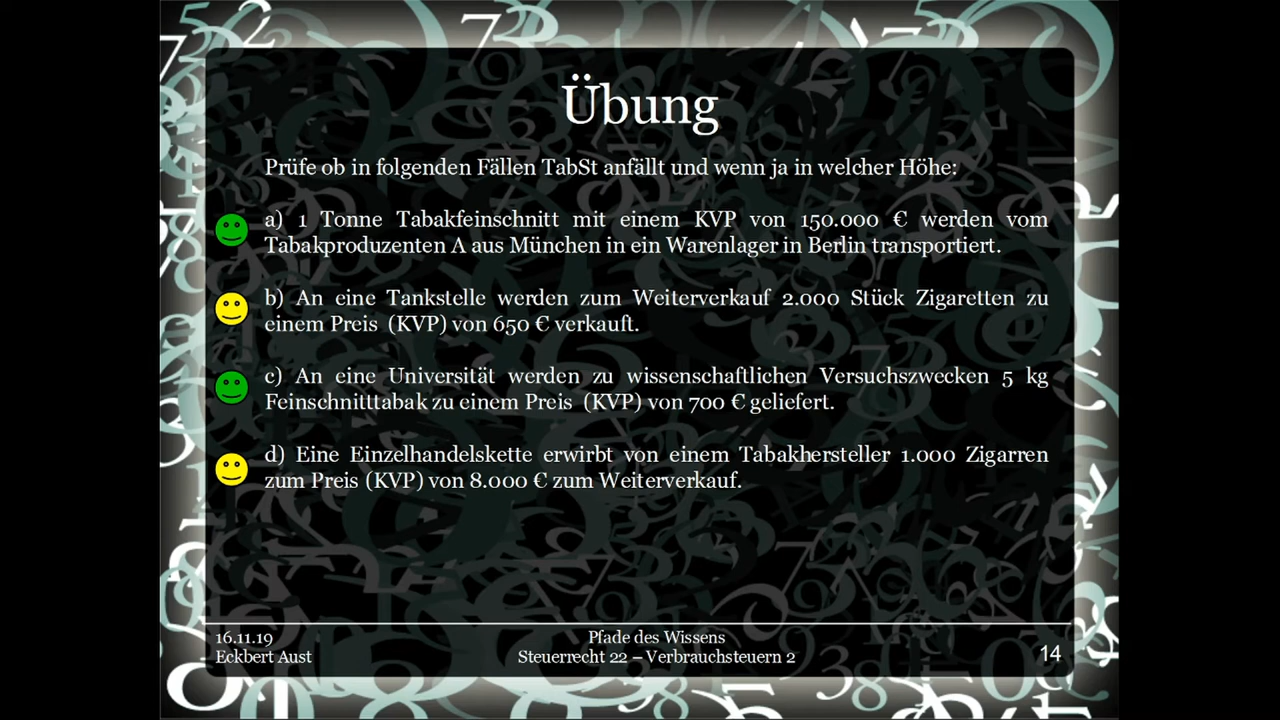 Übung
Prüfe ob in folgenden Fällen TabSt anfällt und wenn ja in welcher Höhe:
a) 1 Tonne Tabakfeinschnitt mit einem KVP von 150.000 € werden vom
Tabakproduzenten A aus München in ein Warenlager in Berlin transportiert.
b) An eine Tankstelle werden zum Weiterverkauf 2.000 Stück Zigaretten zu
einem Preis (KVP) von 650 € verkauft.
c) An eine Universität werden zu wissenschaftlichen Versuchszwecken 5 kg
Feinschnitttabak zu einem Preis (KVP) von 700 € geliefert.
d) Eine Einzelhandelskette erwirbt von einem Tabakhersteller 1.000 Zigarren
zum Preis (KVP) von 8.000 € zum Weiterverkauf.
16.11.19
Eckbert Aust
Pfade des Wissens
Steuerrecht 22 – Verbrauchsteuern 2
14